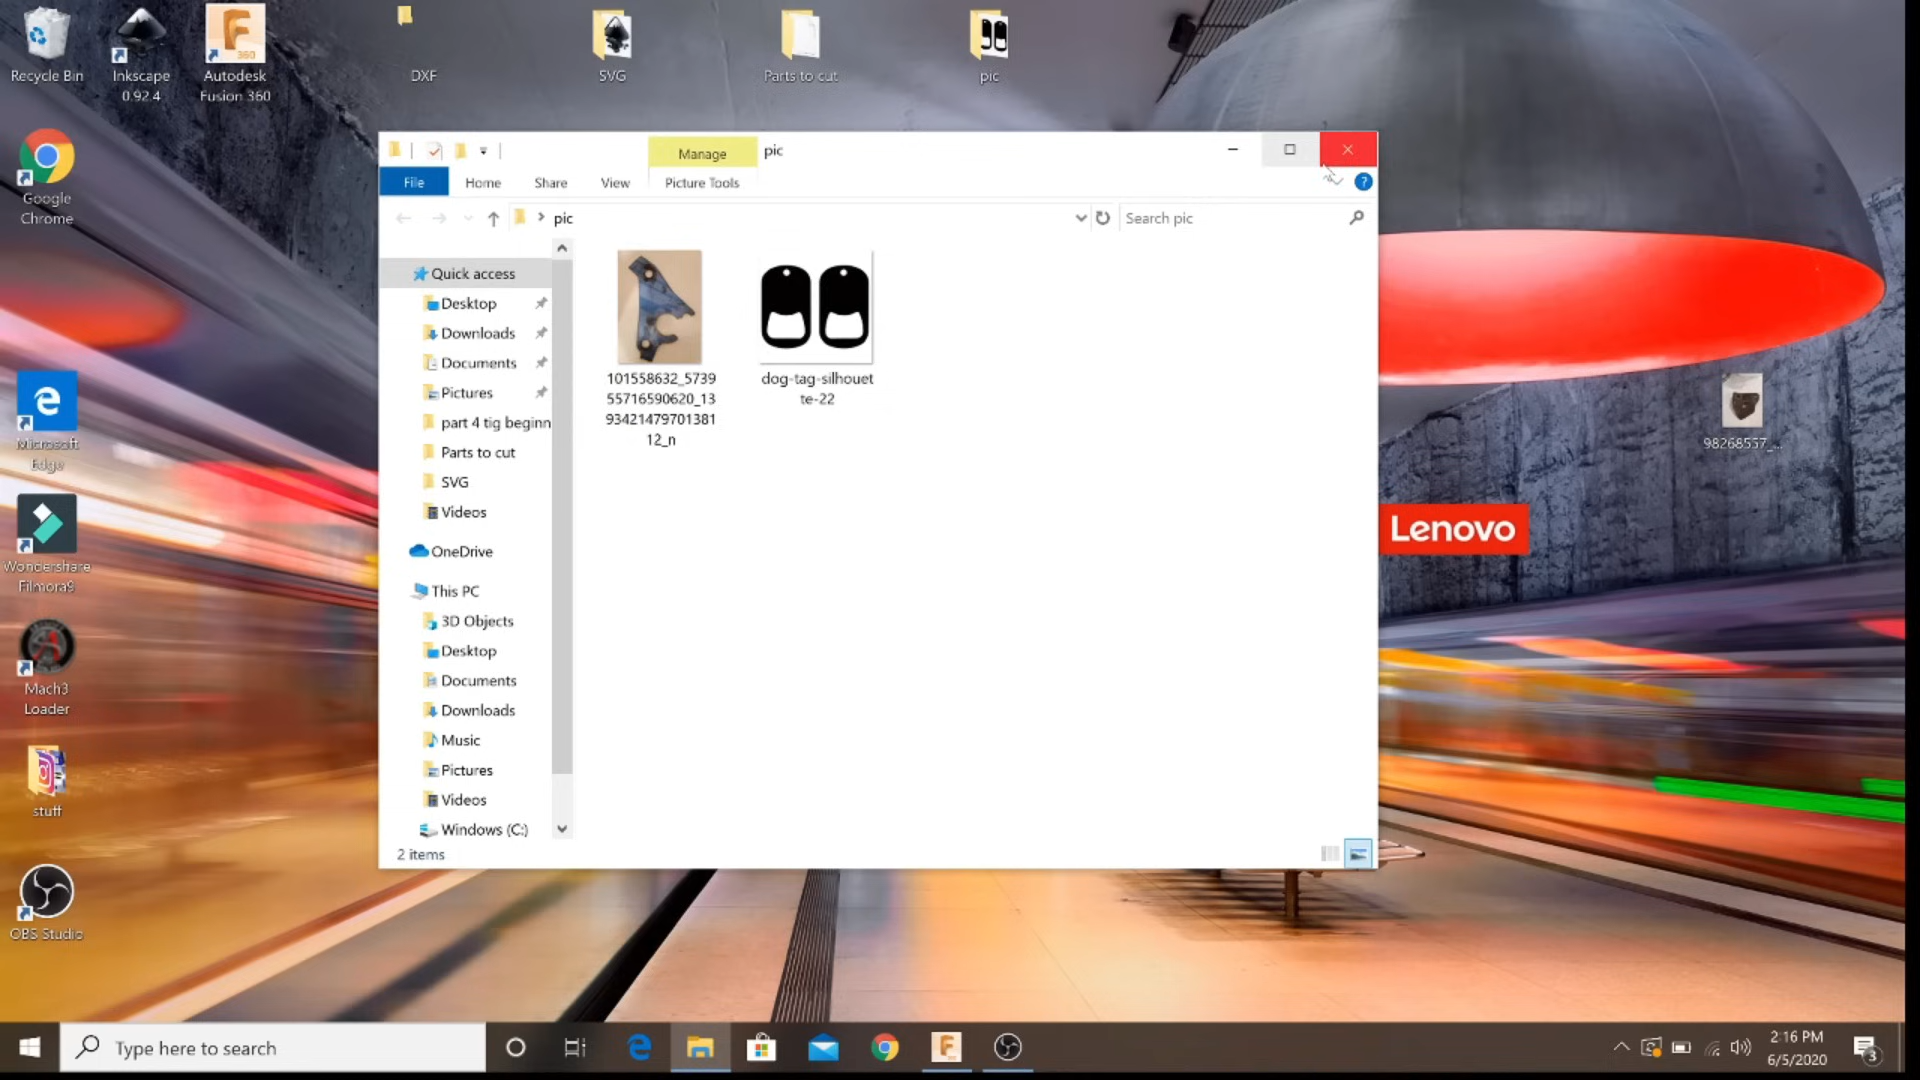 Recycle Bin
Inkscape
0.92.4
Autodesk
Fusion 360
360
DXF
SVG
Parts to cut
pic
Manage
pic
File
Home
Share
View
Picture Tools
?
pic
Search pic
Google
Chrome
Quick access
Desktop
Downloads
Documents
Pictures
part 4 tig beginn
Parts to cut
SVG
Videos
OneDrive
This PC
3D Objects
Desktop
Documents
Downloads
Music
Pictures
Videos
Windows (C:)
2 items
101558632_5739
55716590620_13
93421479701381
12_n
dog-tag-silhouet
te-22
98268557_...
Lenovo
Microsoft
Edge
Wondershare
Filmora9
Mach3
Loader
stuff
OBS Studio
Type here to search
2:16 PM
6/5/2020
3